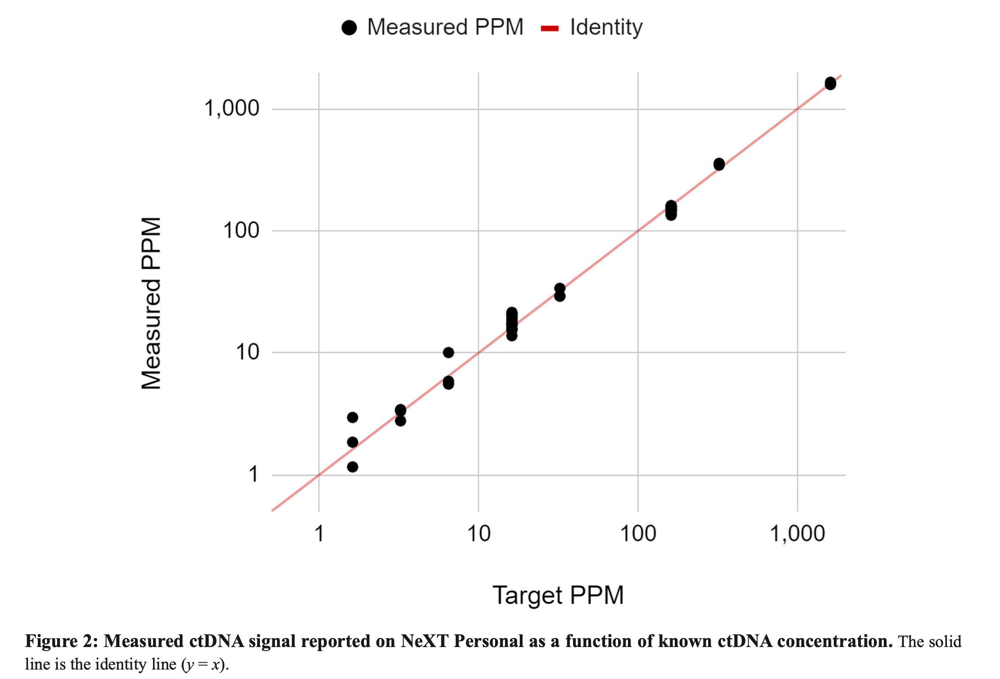 Measured PPM Identity
1,000
100
10
1
Measured PPM
1 10 100 1,000
Target PPM
Figure 2: Measured ctDNA signal reported on NeXT Personal as a function of known ctDNA concentration. The solid
line is the identity line (y = x).